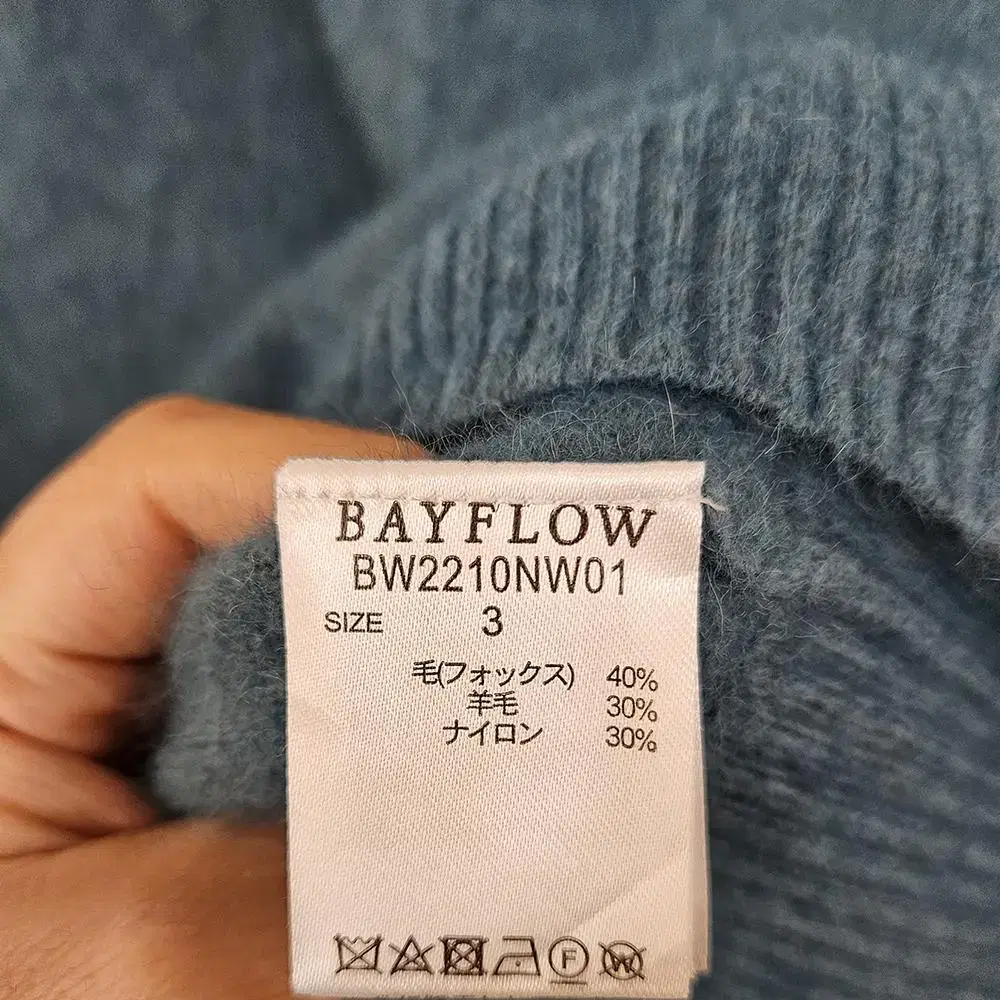 BAYFLOW
BW2210NW01
SIZE 3
毛(フォックス) 40%
羊毛 30%
ナイロン 30%
F
W